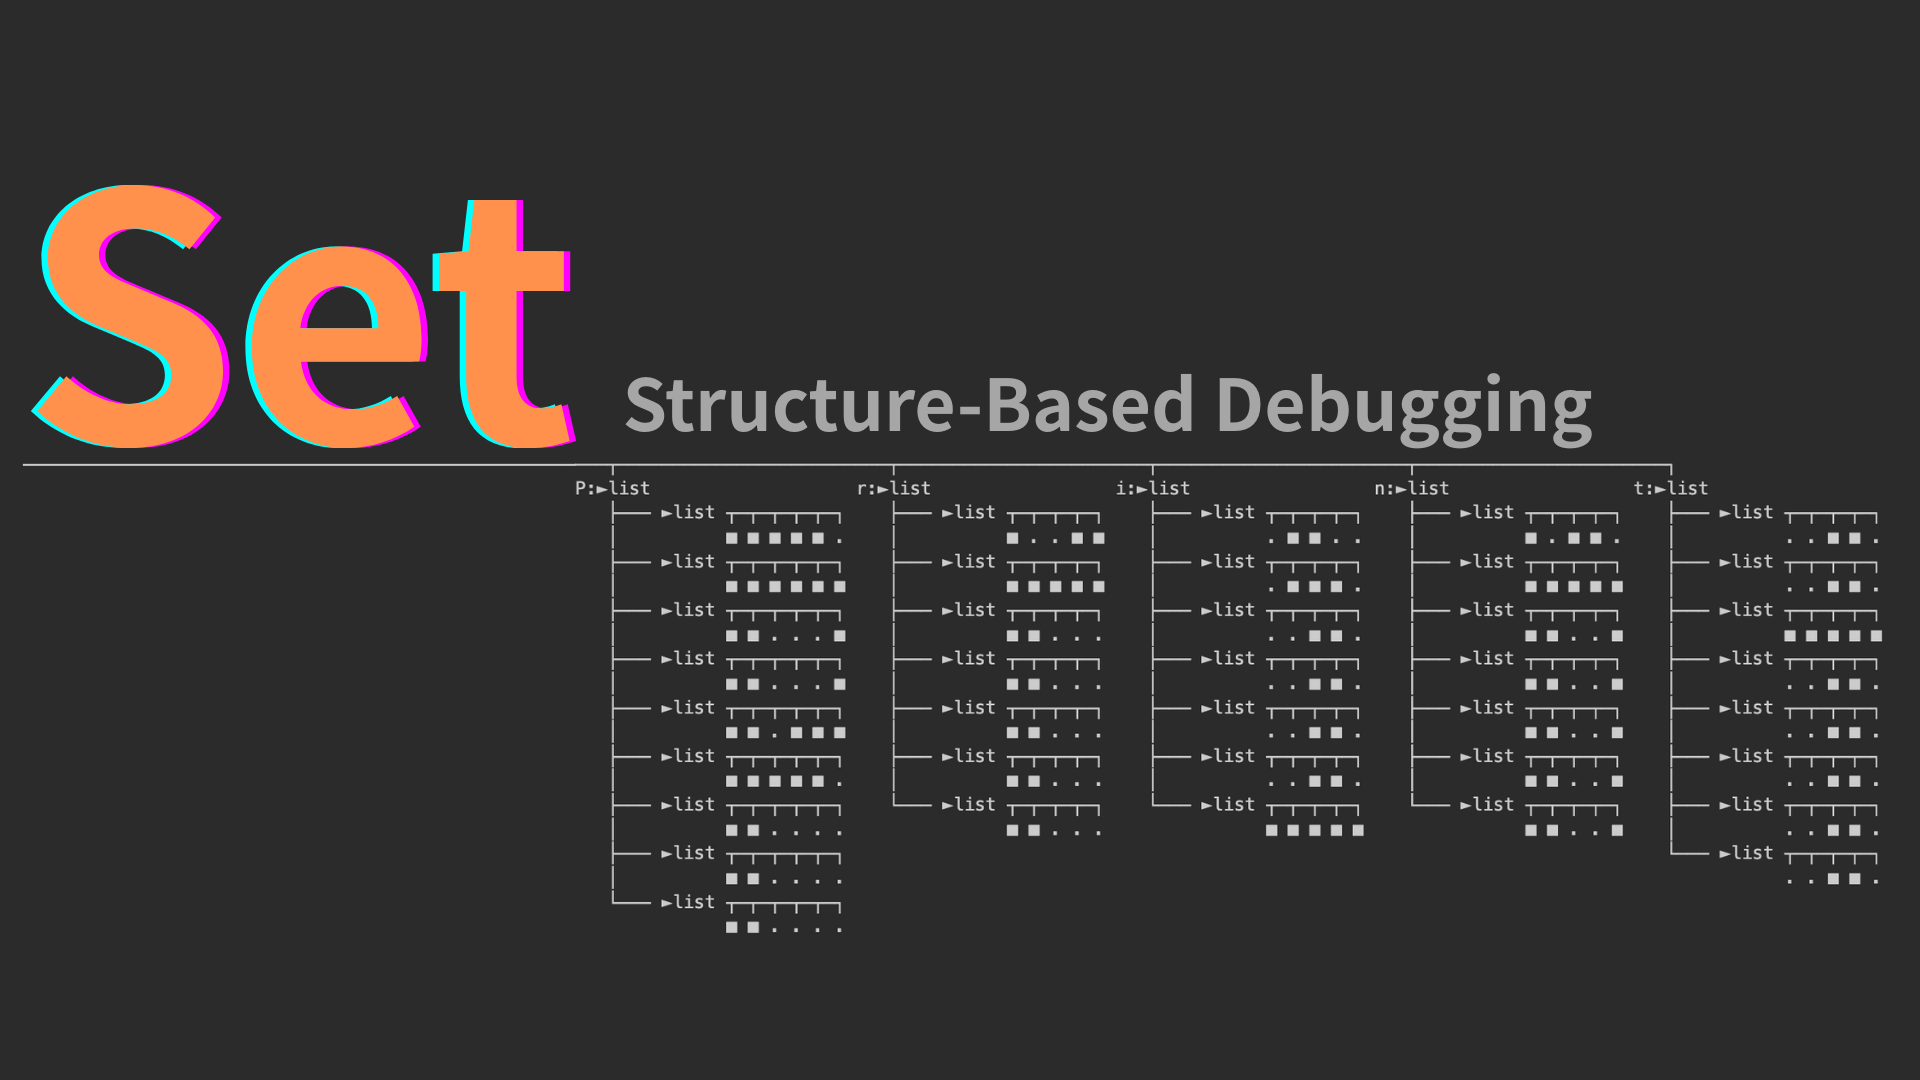 Set
Structure-Based Debugging
P:►list r:►list i:►list n:►list t:►list
►list ►list ►list ►list ►list
■ ■ ■ ■ ■ . ■ . . ■ ■ . ■ ■ . . ■ . ■ ■ . . . ■ ■ .
►list ►list ►list ►list ►list
■ ■ ■ ■ ■ ■ ■ ■ ■ ■ ■ . ■ ■ ■ . ■ ■ ■ ■ ■ . . ■ ■ .
►list ►list ►list ►list ►list
■ ■ . . . ■ ■ ■ . . . . . ■ ■ . ■ ■ . . ■ ■ ■ ■ ■ ■
►list ►list ►list ►list ►list
■ ■ . . . ■ ■ ■ . . . . . ■ ■ . ■ ■ . . ■ . . ■ ■ .
►list ►list ►list ►list ►list
■ ■ . ■ ■ ■ ■ ■ . . . . . ■ ■ . ■ ■ . . ■ . . ■ ■ .
►list ►list ►list ►list ►list
■ ■ ■ ■ ■ . ■ ■ . . . . . ■ ■ . ■ ■ . . ■ . . ■ ■ .
►list ►list ►list ►list ►list
■ ■ . . . . ■ ■ . . . ■ ■ ■ ■ ■ ■ ■ . . ■ . . ■ ■ .
►list ►list
■ ■ . . . . . . ■ ■ .
►list
■ ■ . . . .